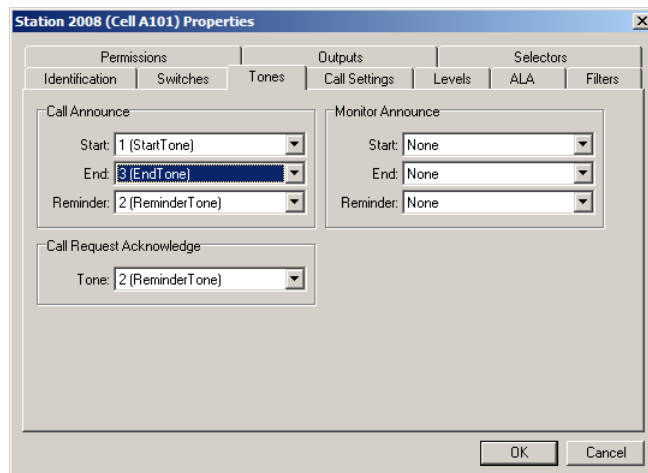 Station 2008 (Cell A101) Properties
Permissions Outputs Selectors
Identification Switches Tones Call Settings Levels ALA Filters
Call Announce
Start: 1 (StartTone)
End: 3 (EndTone)
Reminder: 2 (ReminderTone)
Monitor Announce
Start: None
End: None
Reminder: None
Call Request Acknowledge
Tone: 2 (ReminderTone)
OK Cancel